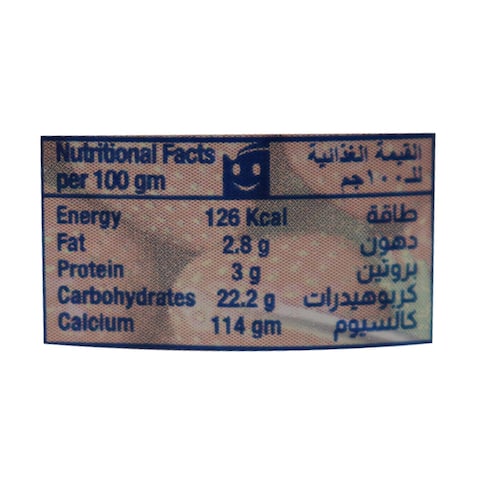 Nutritional Facts القيمة الغذائية
per 100 gm للـ ١٠٠ جم
Energy 126 Kcal طاقة
Fat 2.8 g دهون
Protein 3 g بروتين
Carbohydrates 22.2 g كربوهيدرات
Calcium 114 gm كالسيوم